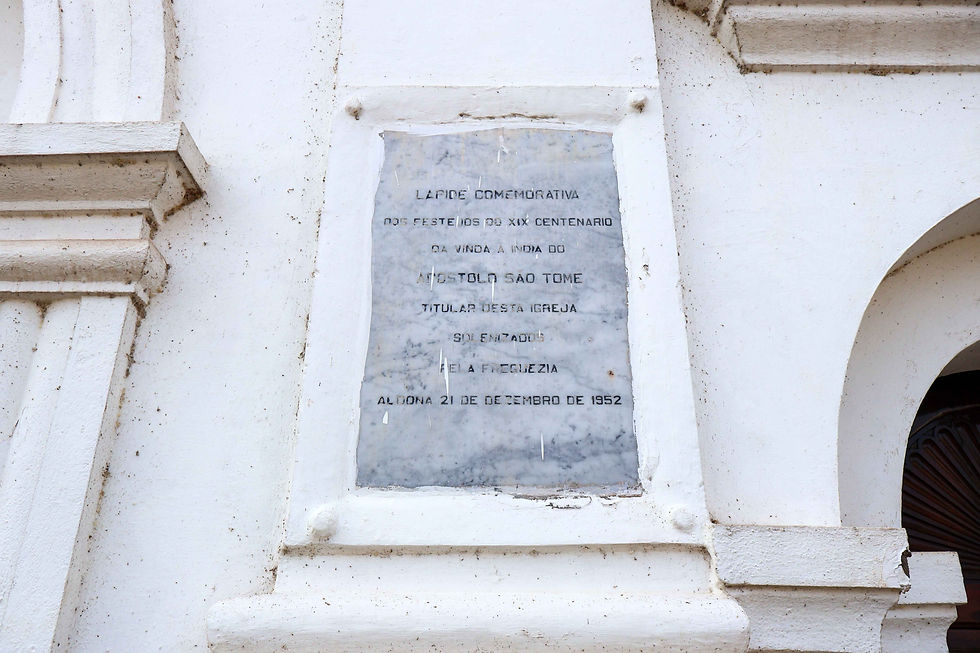 LAPIDE COMEMORATIVA
DOS FESTEJOS DO XIX CENTENARIO
DA VINDA A INDIA DO
APOSTOLO SAO TOME
TITULAR DESTA IGREJA
SOLENIZADOS
PELA FREGUEZIA
ALDONA 21 DE DEZEMBRO DE 1952